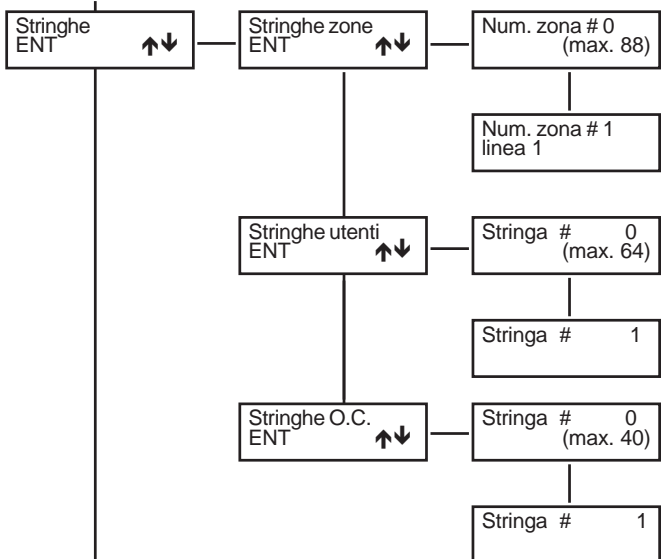 Stringhe
ENT ↑↓
Stringhe zone
ENT ↑↓
Num. zona # 0
(max. 88)
Num. zona # 1
linea 1
Stringhe utenti
ENT ↑↓
Stringa # 0
(max. 64)
Stringa # 1
Stringhe O.C.
ENT ↑↓
Stringa # 0
(max. 40)
Stringa # 1